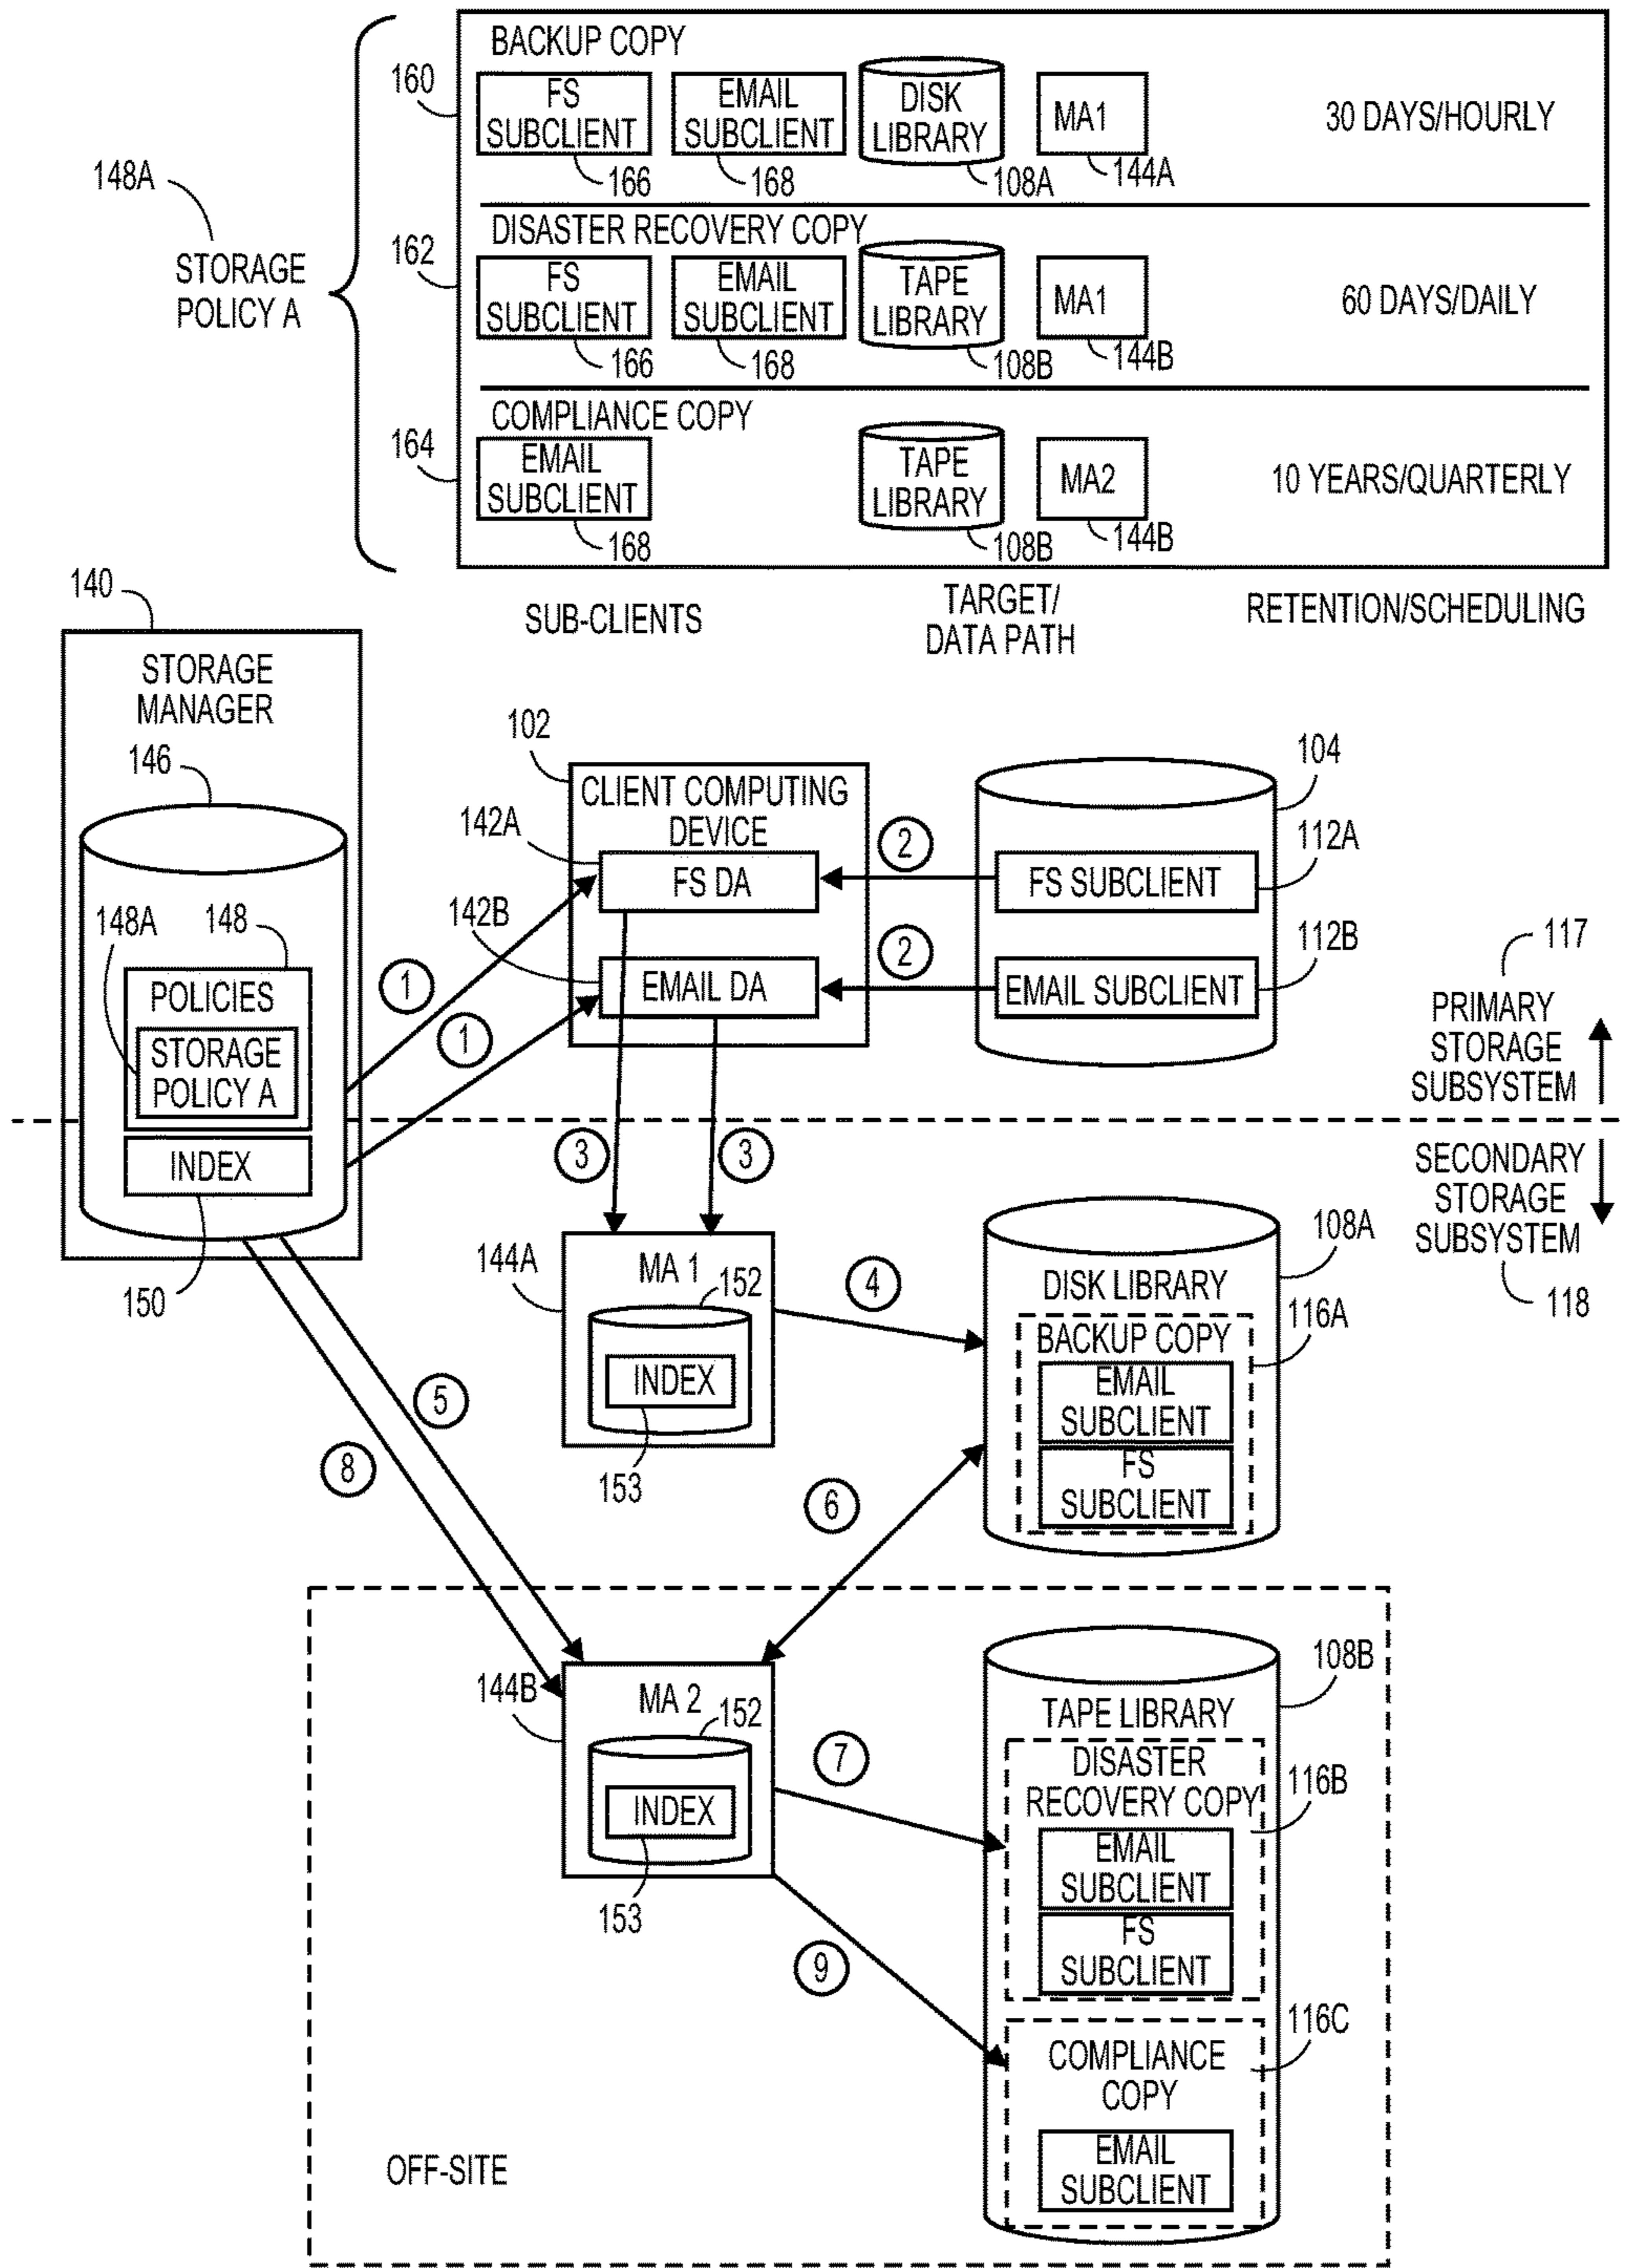 BACKUP COPY
160
FS
SUBCLIENT
166
EMAIL
SUBCLIENT
168
DISK
LIBRARY
108A
MA1
144A
30 DAYS/HOURLY
148A
STORAGE
POLICY A
DISASTER RECOVERY COPY
162
FS
SUBCLIENT
166
EMAIL
SUBCLIENT
168
TAPE
LIBRARY
108B
MA1
144B
60 DAYS/DAILY
COMPLIANCE COPY
164
EMAIL
SUBCLIENT
168
TAPE
LIBRARY
108B
MA2
144B
10 YEARS/QUARTERLY
SUB-CLIENTS
TARGET/
DATA PATH
RETENTION/SCHEDULING
140
STORAGE
MANAGER
146
148A
148
POLICIES
STORAGE
POLICY A
INDEX
150
1
1
102
CLIENT COMPUTING
DEVICE
142A
FS DA
142B
EMAIL DA
2
2
104
FS SUBCLIENT
112A
EMAIL SUBCLIENT
112B
117
PRIMARY
STORAGE
SUBSYSTEM
SECONDARY
STORAGE
SUBSYSTEM
118
3
3
144A
MA 1
152
INDEX
153
4
108A
DISK LIBRARY
BACKUP COPY
116A
EMAIL
SUBCLIENT
FS
SUBCLIENT
5
8
6
144B
MA 2
152
INDEX
153
7
9
108B
TAPE LIBRARY
DISASTER
RECOVERY COPY
116B
EMAIL
SUBCLIENT
FS
SUBCLIENT
116C
COMPLIANCE
COPY
EMAIL
SUBCLIENT
OFF-SITE